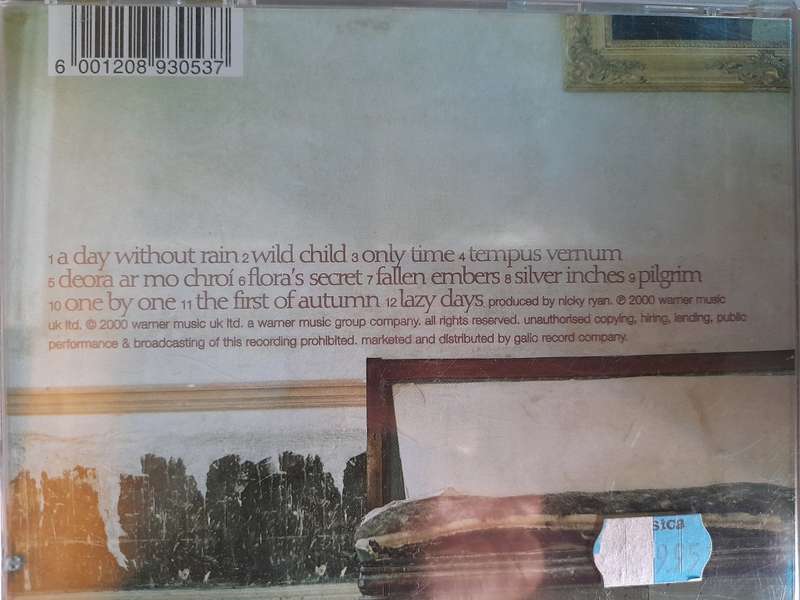 6 001208 930537
1 a day without rain 2 wild child 3 only time 4 tempus vernum
5 deora ar mo chroí 6 flora's secret 7 fallen embers 8 silver inches 9 pilgrim
10 one by one 11 the first of autumn 12 lazy days. produced by nicky ryan. ℗ 2000 warner music
uk ltd. © 2000 warner music uk ltd. a warner music group company. all rights reserved. unauthorised copying, hiring, lending, public
performance & broadcasting of this recording prohibited. marketed and distributed by gallo record company.
sica